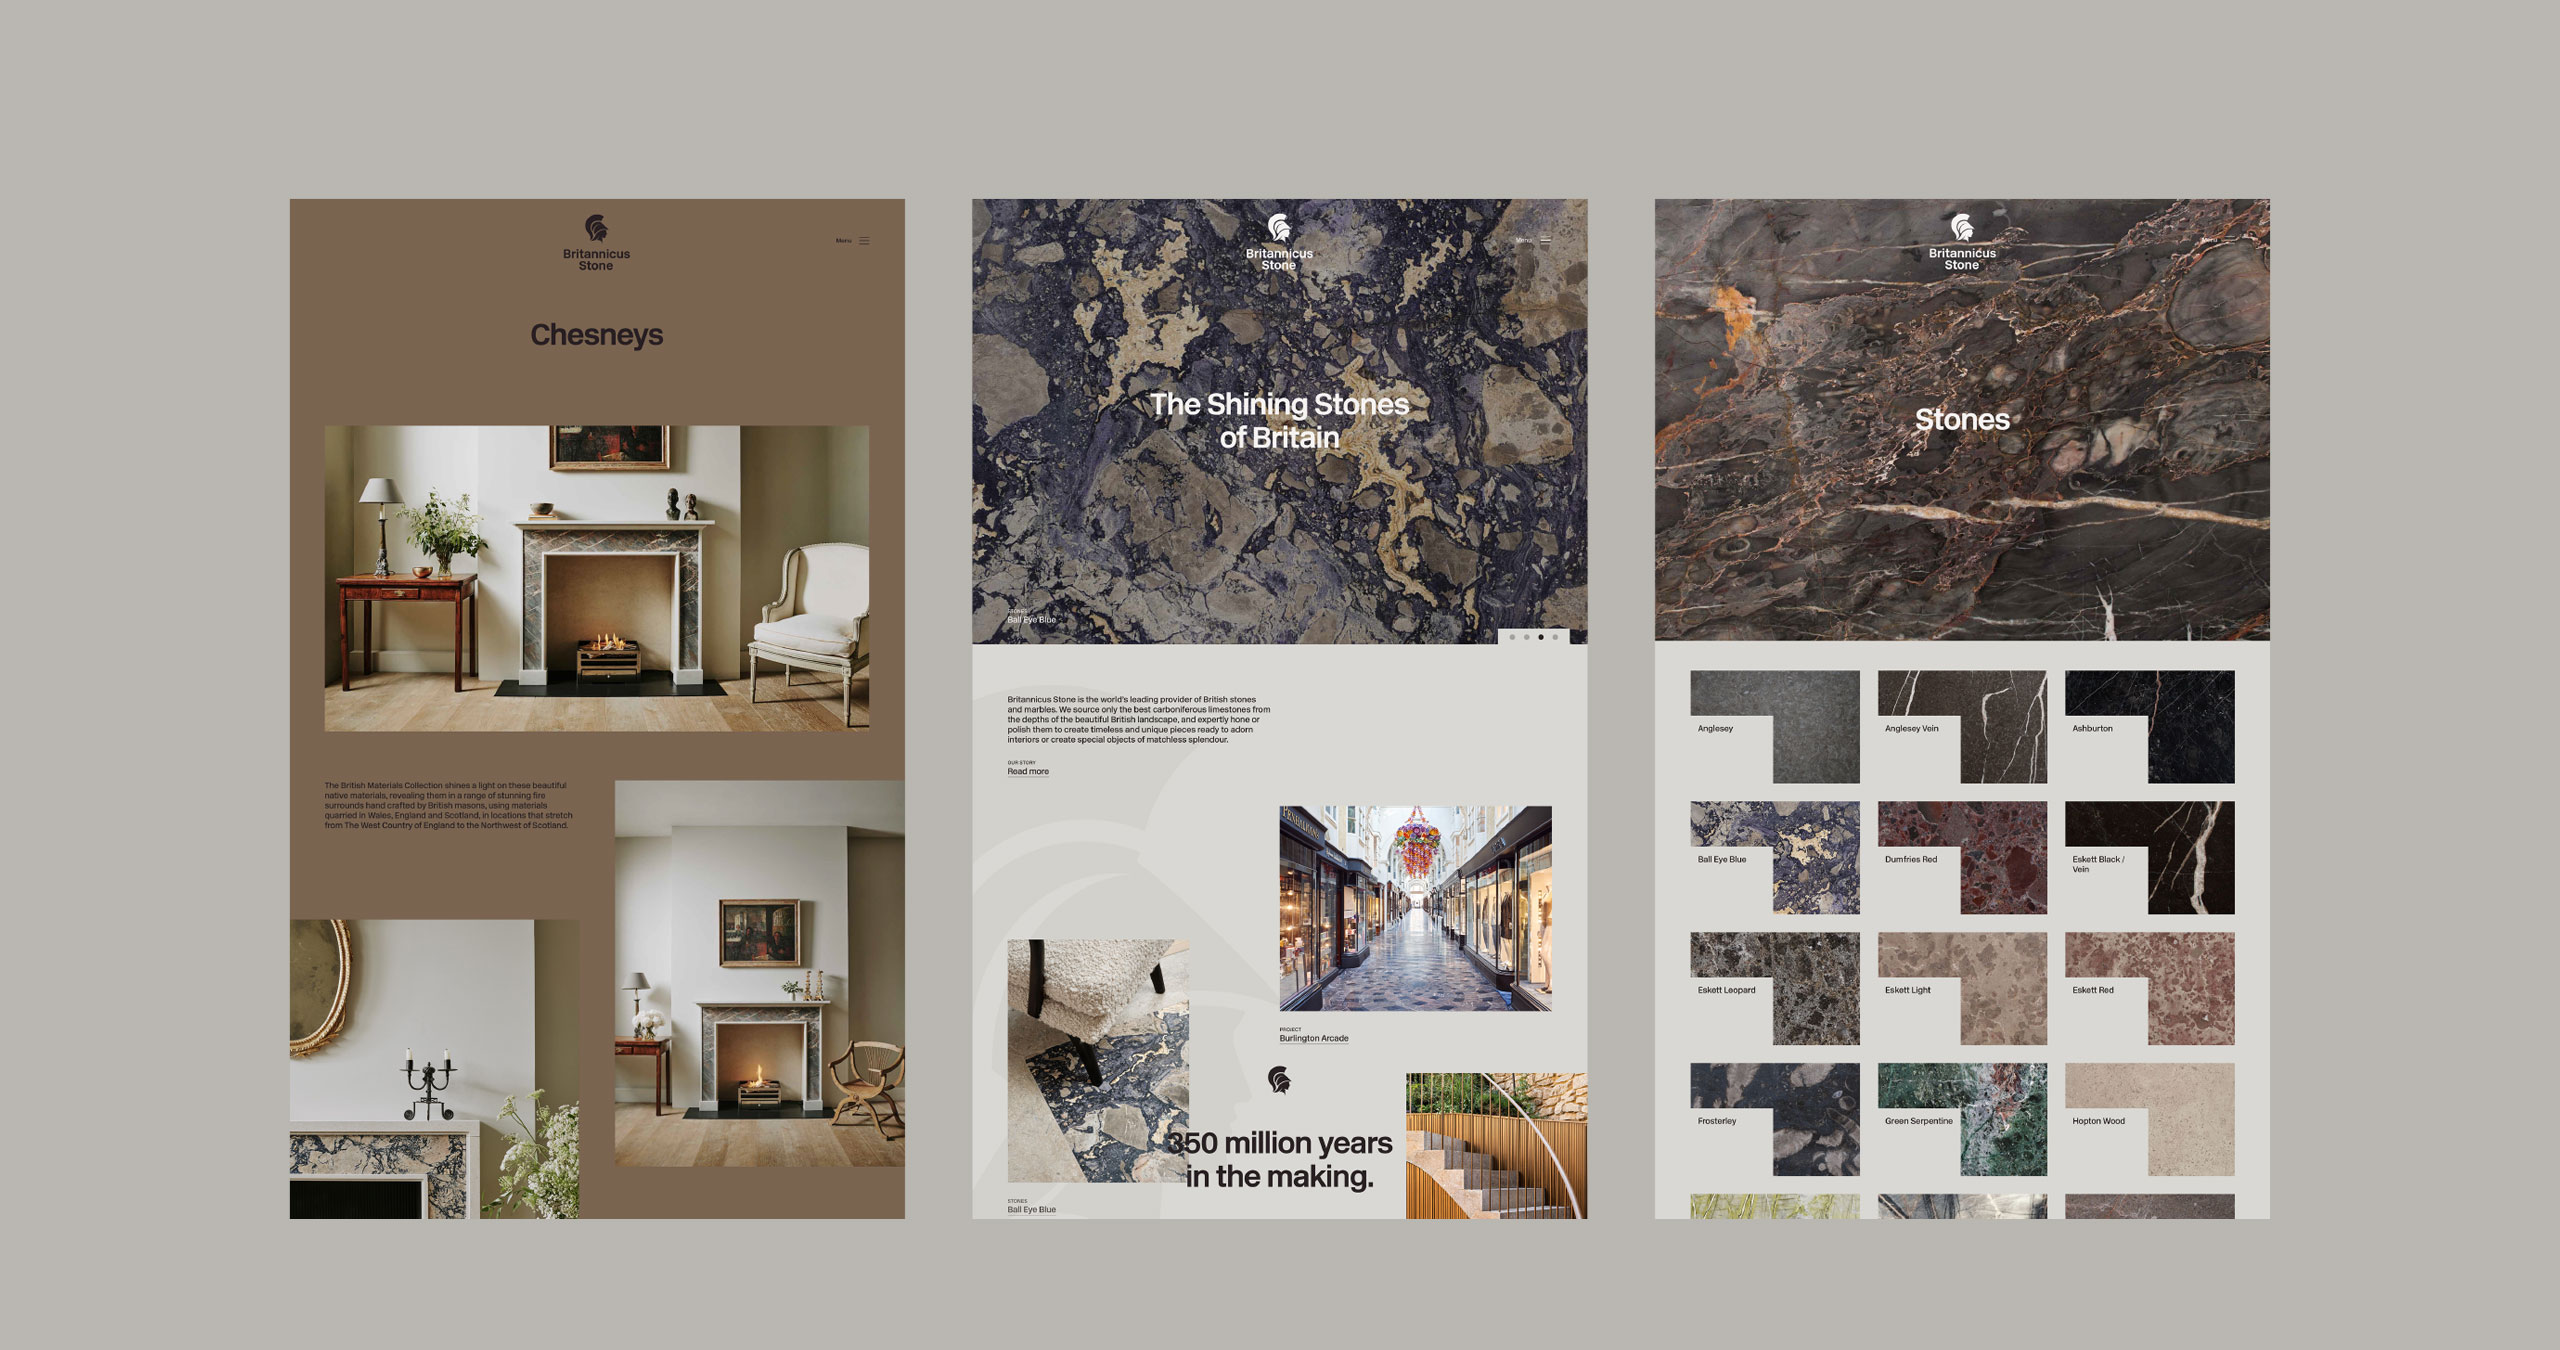 Britannicus
Stone
Menu
Chesneys
The British Materials Collection shines a light on these beautiful
native materials, revealing them in a range of stunning fire
surrounds hand crafted by British masons, using materials
quarried in Wales, England and Scotland, in locations that stretch
from The West Country of England to the Northwest of Scotland.
Britannicus
Stone
Menu
The Shining Stones
of Britain
STONES
Ball Eye Blue
Britannicus Stone is the world's leading provider of British stones
and marbles. We source only the best carboniferous limestones from
the depths of the beautiful British landscape, and expertly hone or
polish them to create timeless and unique pieces ready to adorn
interiors or create special objects of matchless splendour.
OUR STORY
Read more
PROJECT
Burlington Arcade
350 million years
in the making.
STONES
Ball Eye Blue
Britannicus
Stone
Menu
Stones
Anglesey
Anglesey Vein
Ashburton
Ball Eye Blue
Dumfries Red
Eskett Black /
Vein
Eskett Leopard
Eskett Light
Eskett Red
Frosterley
Green Serpentine
Hopton Wood